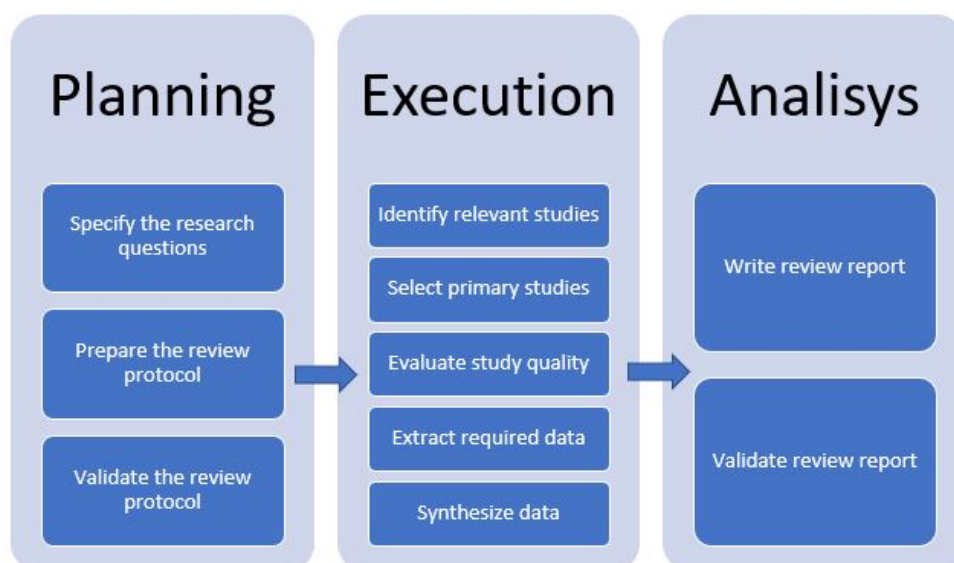 Planning
Specify the research
questions
Prepare the review
protocol
Validate the review
protocol
Execution
Identify relevant studies
Select primary studies
Evaluate study quality
Extract required data
Synthesize data
Analisys
Write review report
Validate review report